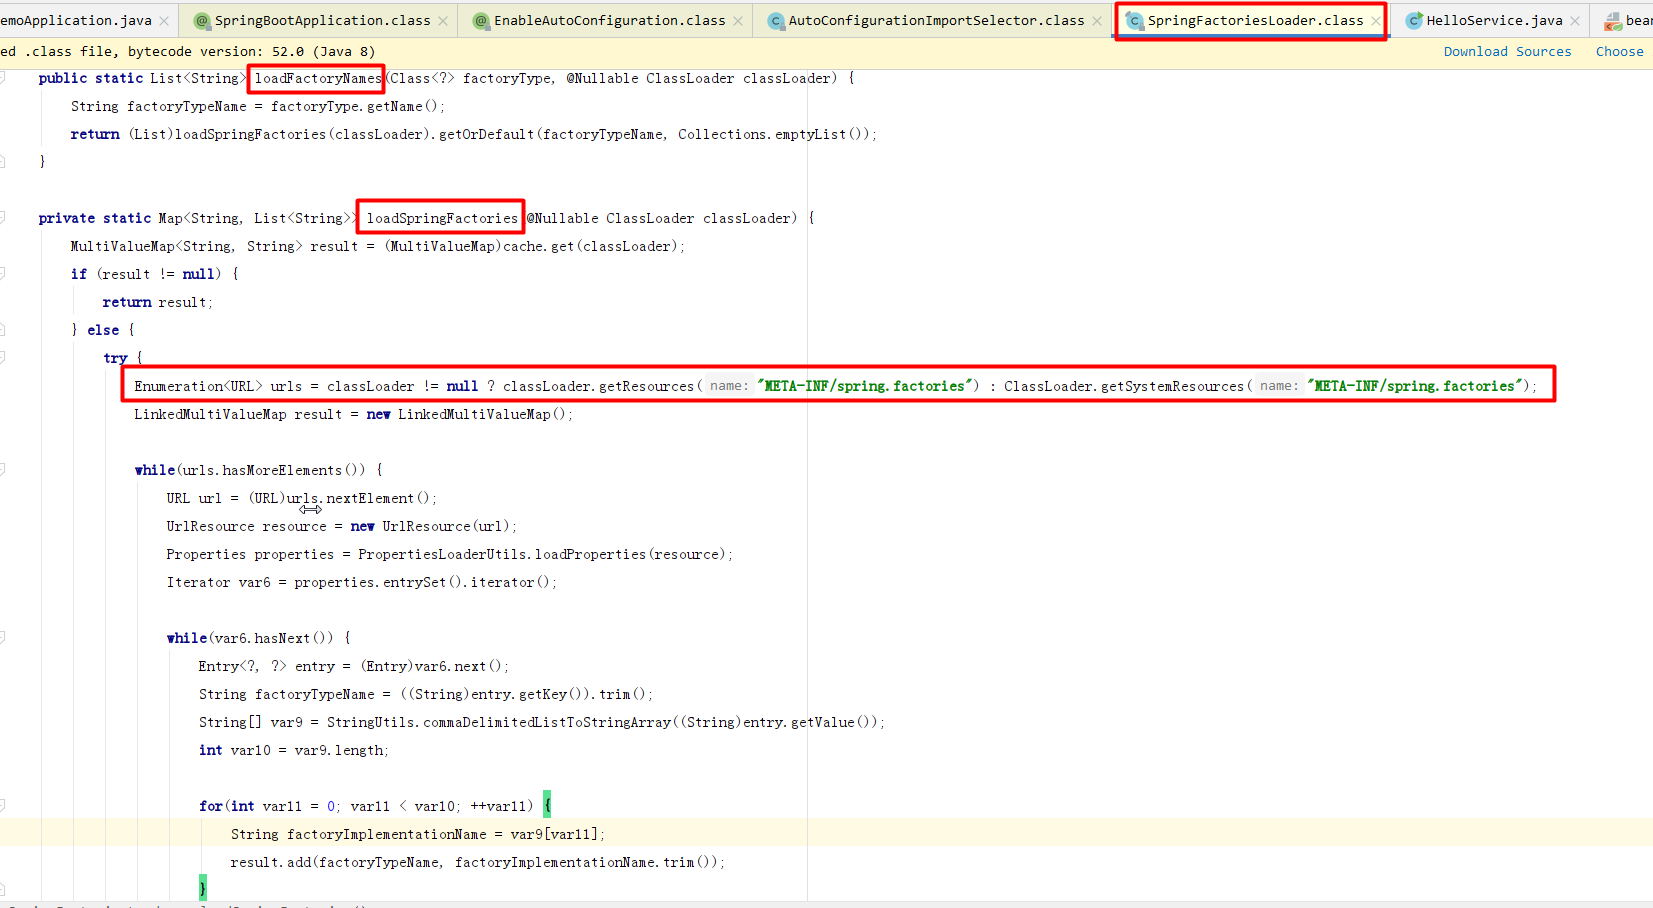 emoApplication.java × SpringBootApplication.class × EnableAutoConfiguration.class × AutoConfigurationImportSelector.class × SpringFactoriesLoader.class × HelloService.java × bea
ed .class file, bytecode version: 52.0 (Java 8) Download Sources Choose
public static List<String> loadFactoryNames(Class<?> factoryType, @Nullable ClassLoader classLoader) {
String factoryTypeName = factoryType.getName();
return (List)loadSpringFactories(classLoader).getOrDefault(factoryTypeName, Collections.emptyList());
}
private static Map<String, List<String>> loadSpringFactories @Nullable ClassLoader classLoader) {
MultiValueMap<String, String> result = (MultiValueMap)cache.get(classLoader);
if (result != null) {
return result;
} else {
try {
Enumeration<URL> urls = classLoader != null ? classLoader.getResources( name: "META-INF/spring.factories") : ClassLoader.getSystemResources( name: "META-INF/spring.factories");
LinkedMultiValueMap result = new LinkedMultiValueMap();
while(urls.hasMoreElements()) {
URL url = (URL)urls.nextElement();
UrlResource resource = new UrlResource(url);
Properties properties = PropertiesLoaderUtils.loadProperties(resource);
Iterator var6 = properties.entrySet().iterator();
while(var6.hasNext()) {
Entry<?, ?> entry = (Entry)var6.next();
String factoryTypeName = ((String)entry.getKey()).trim();
String[] var9 = StringUtils.commaDelimitedListToStringArray((String)entry.getValue());
int var10 = var9.length;
for(int var11 = 0; var11 < var10; ++var11) {
String factoryImplementationName = var9[var11];
result.add(factoryTypeName, factoryImplementationName.trim());
}